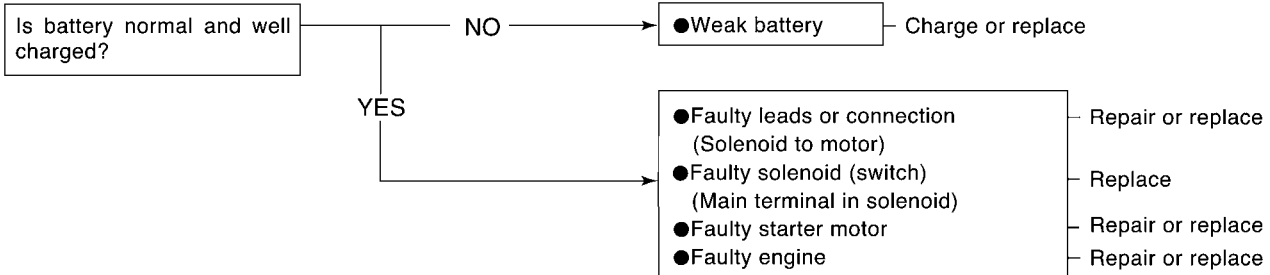 Is battery normal and well
charged?
NO
●Weak battery
Charge or replace
YES
●Faulty leads or connection
(Solenoid to motor)
Repair or replace
●Faulty solenoid (switch)
(Main terminal in solenoid)
Replace
●Faulty starter motor
Repair or replace
●Faulty engine
Repair or replace